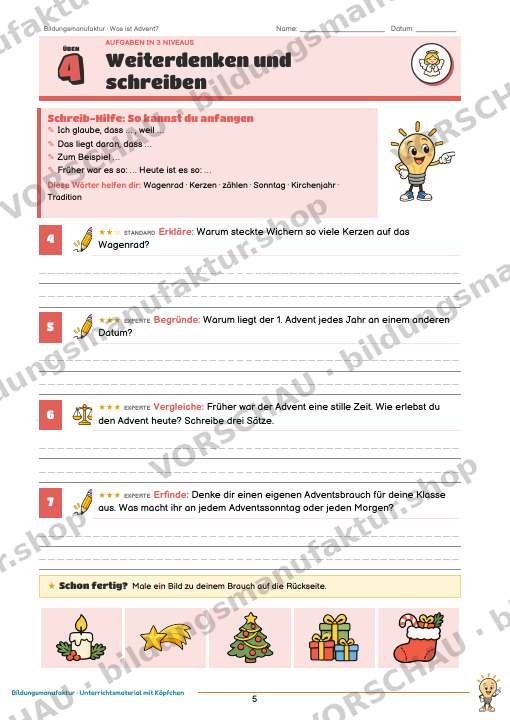 Bildungsmanufaktur · Was ist Advent?
Name: Datum:
ÜBEN
4
AUFGABEN IN 3 NIVEAUS
Weiterdenken und
schreiben
Schreib-Hilfe: So kannst du anfangen
Ich glaube, dass ..., weil ...
Das liegt daran, dass ...
Zum Beispiel ...
Früher war es so: ... Heute ist es so: ...
Diese Wörter helfen dir: Wagenrad · Kerzen · zählen · Sonntag · Kirchenjahr ·
Tradition
4 ★★☆ STANDARD Erkläre: Warum steckte Wichern so viele Kerzen auf das
Wagenrad?
5 ★★★ EXPERTE Begründe: Warum liegt der 1. Advent jedes Jahr an einem anderen
Datum?
6 ★★★ EXPERTE Vergleiche: Früher war der Advent eine stille Zeit. Wie erlebst du
den Advent heute? Schreibe drei Sätze.
7 ★★★ EXPERTE Erfinde: Denke dir einen eigenen Adventsbrauch für deine Klasse
aus. Was macht ihr an jedem Adventssonntag oder jeden Morgen?
★ Schon fertig? Male ein Bild zu deinem Brauch auf die Rückseite.
Bildungsmanufaktur · Unterrichtsmaterial mit Köpfchen
5
VORSCHAU · bildungsmanufaktur.shop